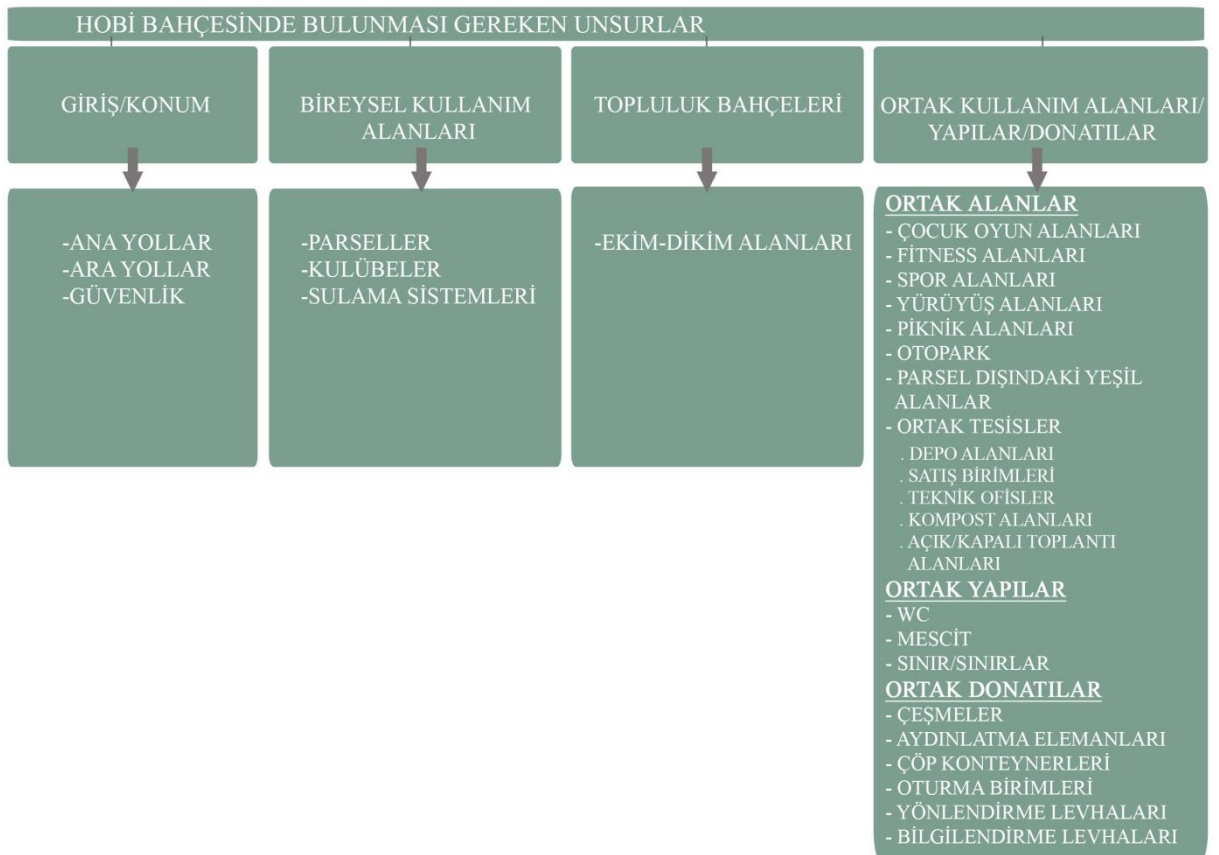 HOBİ BAHÇESİNDE BULUNMASI GEREKEN UNSURLAR
GİRİŞ/KONUM
-ANA YOLLAR
-ARA YOLLAR
-GÜVENLİK
BİREYSEL KULLANIM
ALANLARI
-PARSELLER
-KULÜBELER
-SULAMA SİSTEMLERİ
TOPLULUK BAHÇELERİ
-EKİM-DİKİM ALANLARI
ORTAK KULLANIM ALANLARI/
YAPILAR/DONATILAR
ORTAK ALANLAR
- ÇOCUK OYUN ALANLARI
- FİTNESS ALANLARI
- SPOR ALANLARI
- YÜRÜYÜŞ ALANLARI
- PİKNİK ALANLARI
- OTOPARK
- PARSEL DIŞINDAKİ YEŞİL
ALANLAR
- ORTAK TESİSLER
. DEPO ALANLARI
. SATIŞ BİRİMLERİ
. TEKNİK OFİSLER
. KOMPOST ALANLARI
. AÇIK/KAPALI TOPLANTI
ALANLARI
ORTAK YAPILAR
- WC
- MESCİT
- SINIR/SINIRLAR
ORTAK DONATILAR
- ÇEŞMELER
- AYDINLATMA ELEMANLARI
- ÇÖP KONTEYNERLERİ
- OTURMA BİRİMLERİ
- YÖNLENDİRME LEVHALARI
- BİLGİLENDİRME LEVHALARI